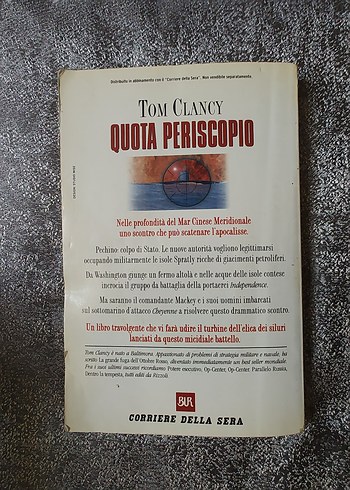 Distribuito in abbinamento con il "Corriere della Sera". Non vendibile separatamente.
TOM CLANCY
QUOTA PERISCOPIO
Nelle profondità del Mar Cinese Meridionale
uno scontro che può scatenare l'apocalisse.
Pechino: colpo di Stato. Le nuove autorità vogliono legittimarsi
occupando militarmente le isole Spratly ricche di giacimenti petroliferi.
Da Washington giunge un fermo altolà e nelle acque delle isole contese
incrocia il gruppo da battaglia della portaerei Independence.
Ma saranno il comandante Mackey e i suoi uomini imbarcati
sul sottomarino d'attacco Cheyenne a risolvere questo drammatico scontro.
Un libro travolgente che vi farà udire il turbine dell'elica dei siluri
lanciati da questo micidiale battello.
Tom Clancy è nato a Baltimora. Appassionato di problemi di strategia militare e navale, ha
scritto La grande fuga dell'Ottobre Rosso, diventato immediatamente un best seller mondiale.
Fra i suoi ultimi successi ricordiamo Potere esecutivo, Op-Center, Op-Center. Parallelo Russia,
Dentro la tempesta, tutti editi da Rizzoli
BUR
CORRIERE DELLA SERA